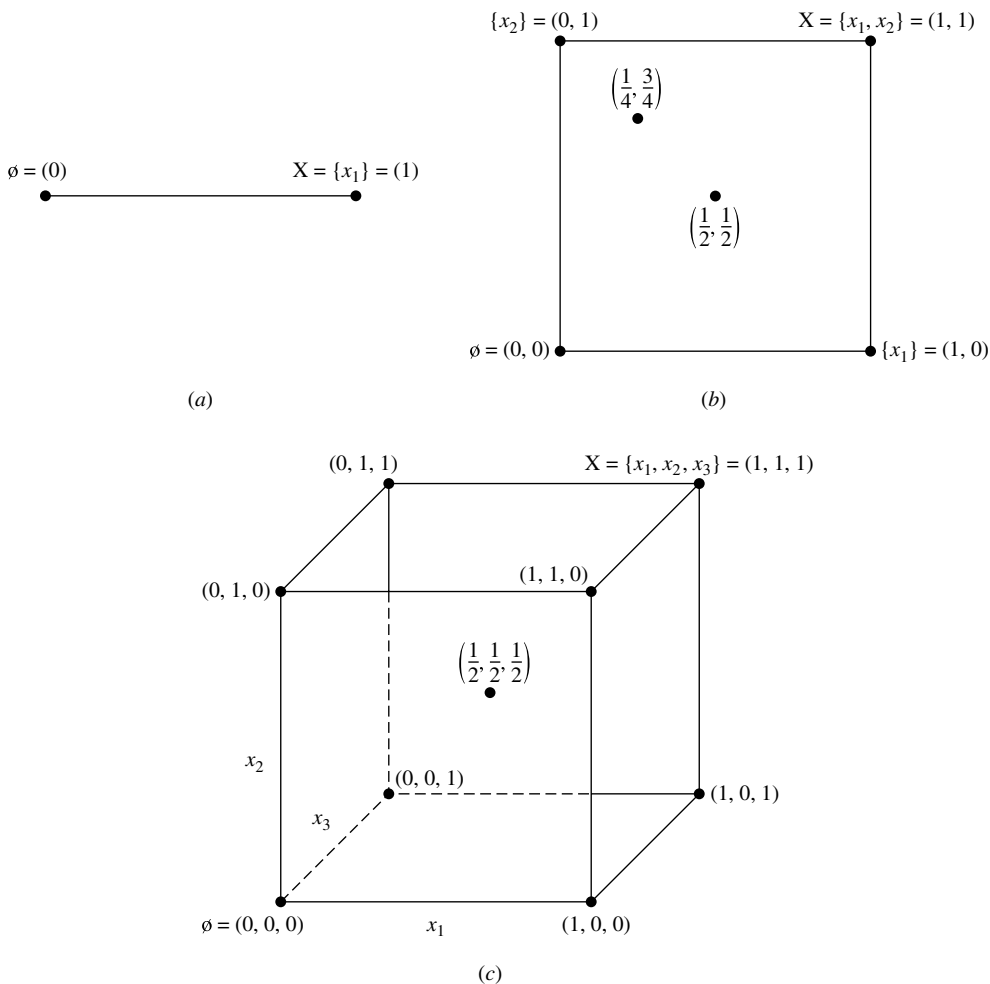 {x₂} = (0, 1)
X = {x₁, x₂} = (1, 1)
(1/4, 3/4)
ø = (0)
X = {x₁} = (1)
(1/2, 1/2)
ø = (0, 0)
{x₁} = (1, 0)
(a)
(b)
(0, 1, 1)
X = {x₁, x₂, x₃} = (1, 1, 1)
(0, 1, 0)
(1, 1, 0)
(1/2, 1/2, 1/2)
x₂
(0, 0, 1)
(1, 0, 1)
x₃
ø = (0, 0, 0)
x₁
(1, 0, 0)
(c)